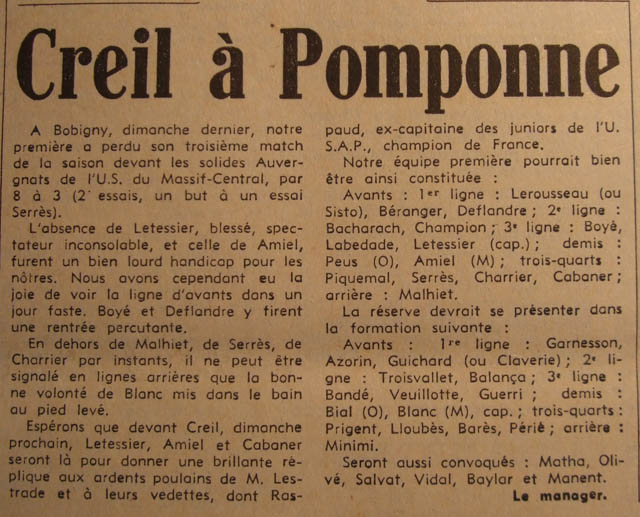 Creil à Pomponne
A Bobigny, dimanche dernier, notre
première a perdu son troisième match
de la saison devant les solides Auver-
gnats de l'U.S. du Massif-Central, par
8 à 3 (2 essais, un but à un essai
Serrès).
L'absence de Letessier, blessé, spec-
tateur inconsolable, et celle de Amiel,
furent un bien lourd handicap pour les
nôtres. Nous avons cependant eu la
joie de voir la ligne d'avants dans un
jour faste. Boyé et Deflandre y firent
une rentrée percutante.
En dehors de Malhiet, de Serrès, de
Charrier par instants, il ne peut être
signalé en lignes arrières que la bon-
ne volonté de Blanc mis dans le bain
au pied levé.
Espérons que devant Creil, dimanche
prochain, Letessier, Amiel et Cabaner
seront là pour donner une brillante ré-
plique aux ardents poulains de M. Les-
trade et à leurs vedettes, dont Ras-
paud, ex-capitaine des juniors de l'U.
S.A.P., champion de France.
Notre équipe première pourrait bien
être ainsi constituée :
Avants : 1er ligne : Lerousseau (ou
Sisto), Béranger, Deflandre ; 2e ligne :
Bacharach, Champion ; 3e ligne : Boyé,
Labedade, Letessier (cap.) ; demis :
Peus (O), Amiel (M) ; trois-quarts :
Piquemal, Serrès, Charrier, Cabaner ;
arrière : Malhiet.
La réserve devrait se présenter dans
la formation suivante :
Avants : 1re ligne : Garnesson,
Azorin, Guichard (ou Claverie) ; 2e li-
gne : Troisvallet, Balança ; 3e ligne :
Bandé, Veuillotte, Guerri ; demis :
Bial (O), Blanc (M), cap. ; trois-quarts :
Prigent, Lloubès, Barès, Périé ; arrière :
Minimi.
Seront aussi convoqués : Matha, Oli-
vé, Salvat, Vidal, Baylar et Manent.
Le manager.